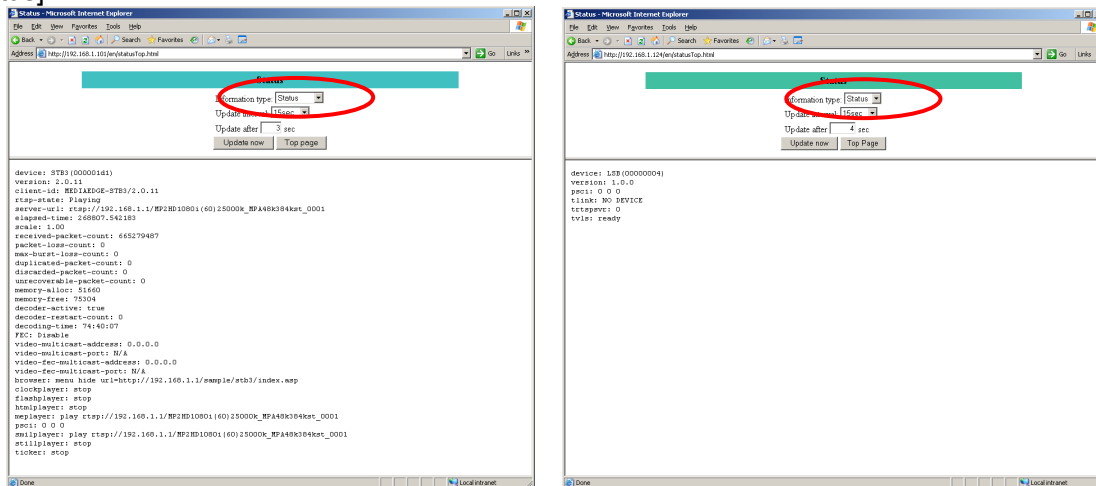 Status - Microsoft Internet Explorer
File Edit View Favorites Tools Help
Back Search Favorites
Address http://192.168.1.101/en/statusTop.html Go Links »
Status
Information type: Status
Update interval 15sec
Update after 3 sec
Update now Top page
device: STB3(000001d1)
version: 2.0.11
client-id: MEDIAEDGE-STB3/2.0.11
rtsp-state: Playing
server-url: rtsp://192.168.1.1/MP2HD1080i(60)25000k_MPA48k384kst_0001
elapsed-time: 268807.542183
scale: 1.00
received-packet-count: 665279487
packet-loss-count: 0
max-burst-loss-count: 0
duplicated-packet-count: 0
discarded-packet-count: 0
unrecoverable-packet-count: 0
memory-alloc: 51660
memory-free: 75304
decoder-active: true
decoder-restart-count: 0
decoding-time: 74:40:07
FEC: Disable
video-multicast-address: 0.0.0.0
video-multicast-port: N/A
video-fec-multicast-address: 0.0.0.0
video-fec-multicast-port: N/A
browser: menu hide url=http://192.168.1.1/sample/stb3/index.asp
clockplayer: stop
flashplayer: stop
htmlplayer: stop
meplayer: play rtsp://192.168.1.1/MP2HD1080i(60)25000k_MPA48k384kst_0001
psci: 0 0 0
smilplayer: play rtsp://192.168.1.1/MP2HD1080i(60)25000k_MPA48k384kst_0001
stillplayer: stop
ticker: stop
Done Local intranet
Status - Microsoft Internet Explorer
File Edit View Favorites Tools Help
Back Search Favorites
Address http://192.168.1.124/en/statusTop.html Go Links
Status
Information type: Status
Update interval 15sec
Update after 4 sec
Update now Top Page
device: LSB(00000004)
version: 1.0.0
psci: 0 0 0
tlink: NO DEVICE
trtspsvr: 0
tvls: ready
Done Local intranet